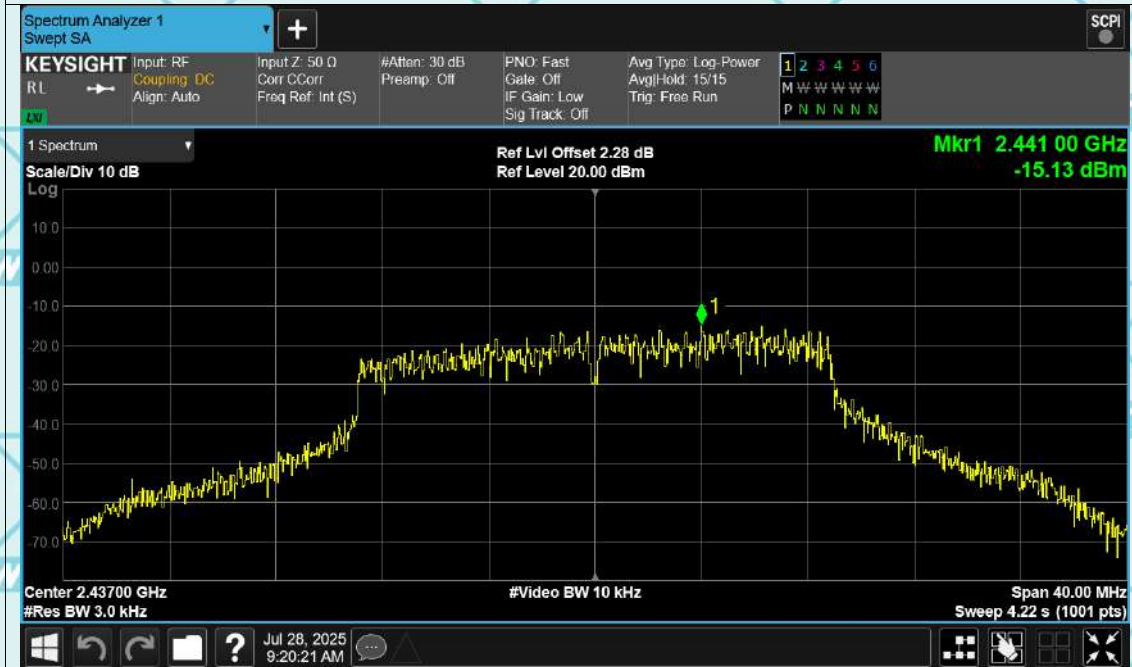 Spectrum Analyzer 1
Swept SA
+
SCPI
KEYSIGHT
RL
LXI
Input: RF
Coupling: DC
Align: Auto
Input Z: 50 Ω
Corr CCorr
Freq Ref: Int (S)
#Atten: 30 dB
Preamp: Off
PNO: Fast
Gate: Off
IF Gain: Low
Sig Track: Off
Avg Type: Log-Power
Avg|Hold: 15/15
Trig: Free Run
1 2 3 4 5 6
M W W W W W W
P N N N N N N
1 Spectrum
Scale/Div 10 dB
Log
Ref Lvl Offset 2.28 dB
Ref Level 20.00 dBm
Mkr1 2.441 00 GHz
-15.13 dBm
10.0
0.00
-10.0
-20.0
-30.0
-40.0
-50.0
-60.0
-70.0
1
Center 2.43700 GHz
#Res BW 3.0 kHz
#Video BW 10 kHz
Span 40.00 MHz
Sweep 4.22 s (1001 pts)
?
Jul 28, 2025
9:20:21 AM